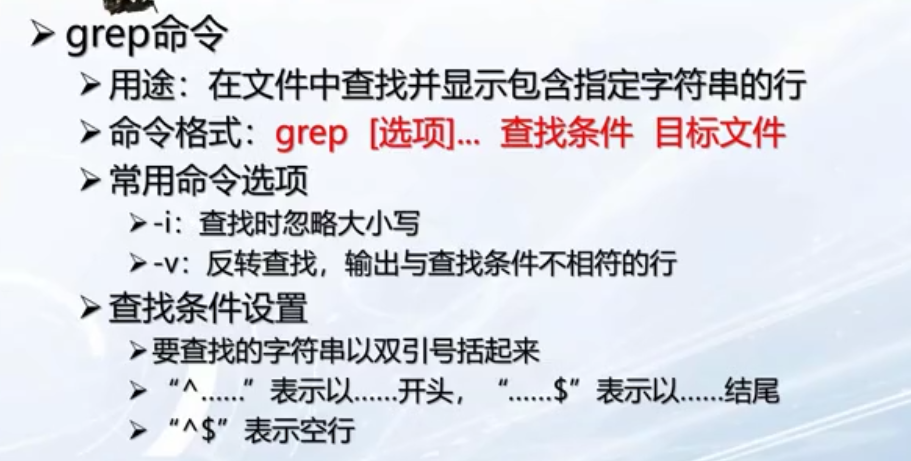 ➢ grep命令
➢ 用途：在文件中查找并显示包含指定字符串的行
➢ 命令格式：grep [选项]... 查找条件 目标文件
➢ 常用命令选项
➢ -i：查找时忽略大小写
➢ -v：反转查找，输出与查找条件不相符的行
➢ 查找条件设置
➢ 要查找的字符串以双引号括起来
➢ “^……”表示以……开头，“……$”表示以……结尾
➢ “^$”表示空行